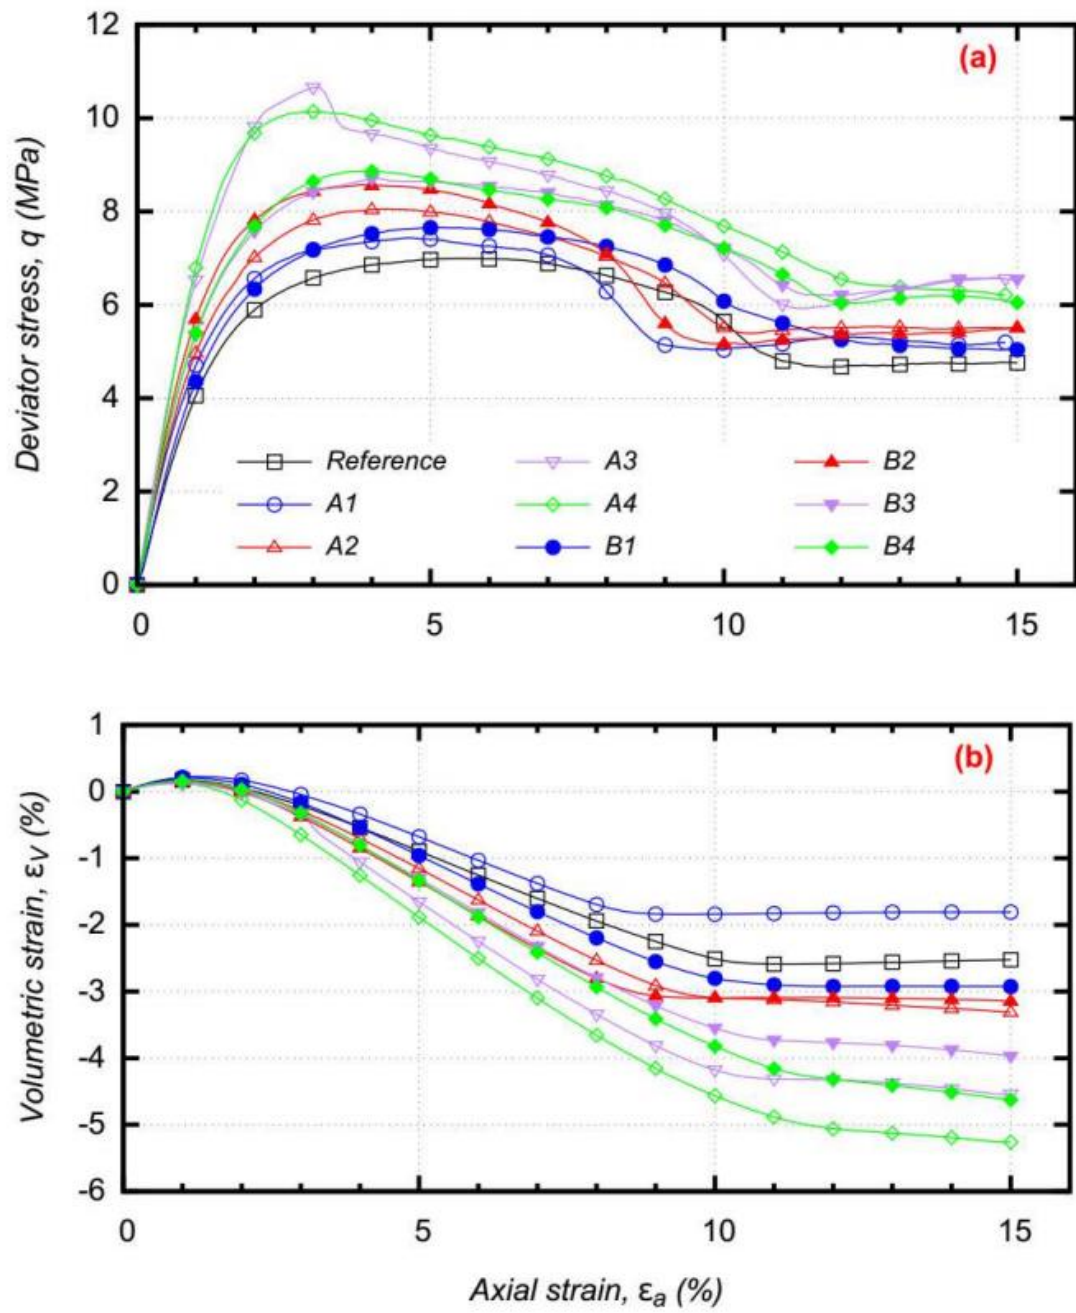 12
(a)
10
8
6
4
2
0
Deviator stress, q (MPa)
Reference A3 B2
A1 A4 B3
A2 B1 B4
0 5 10 15
1
(b)
0
-1
-2
-3
-4
-5
-6
Volumetric strain, εV (%)
0 5 10 15
Axial strain, εa (%)